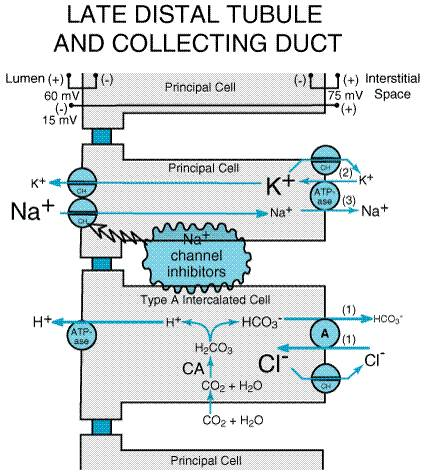 LATE DISTAL TUBULE
AND COLLECTING DUCT
Lumen (+) (-) Principal Cell (-) (+) Interstitial
60 mV 75 mV Space
(-) (+)
15 mV
Principal Cell
K+ CH K+ CH (2) K+
Na+ CH Na+ ATP-
ase (3) Na+
Na+
channel
inhibitors
Type A Intercalated Cell
H+ ATP-
ase H+ HCO3- (1) HCO3-
H2CO3 A
(1)
CA Cl- Cl-
CO2 + H2O CH
CO2 + H2O
Principal Cell